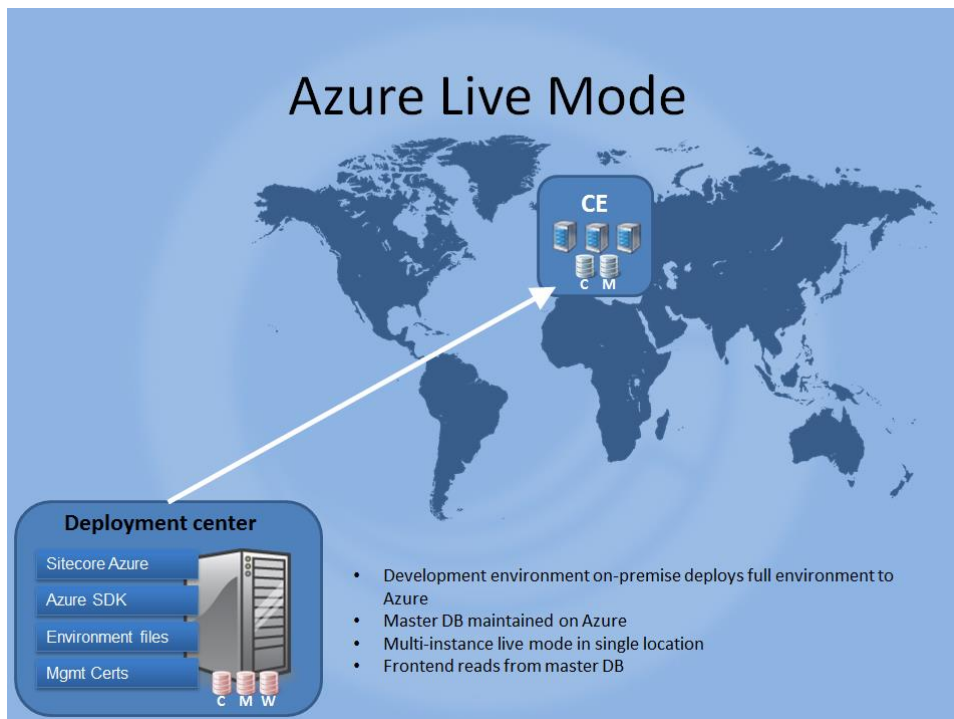 Azure Live Mode
CE
C M
Deployment center
Sitecore Azure
Azure SDK
Environment files
Mgmt Certs
C M W
• Development environment on-premise deploys full environment to
Azure
• Master DB maintained on Azure
• Multi-instance live mode in single location
• Frontend reads from master DB